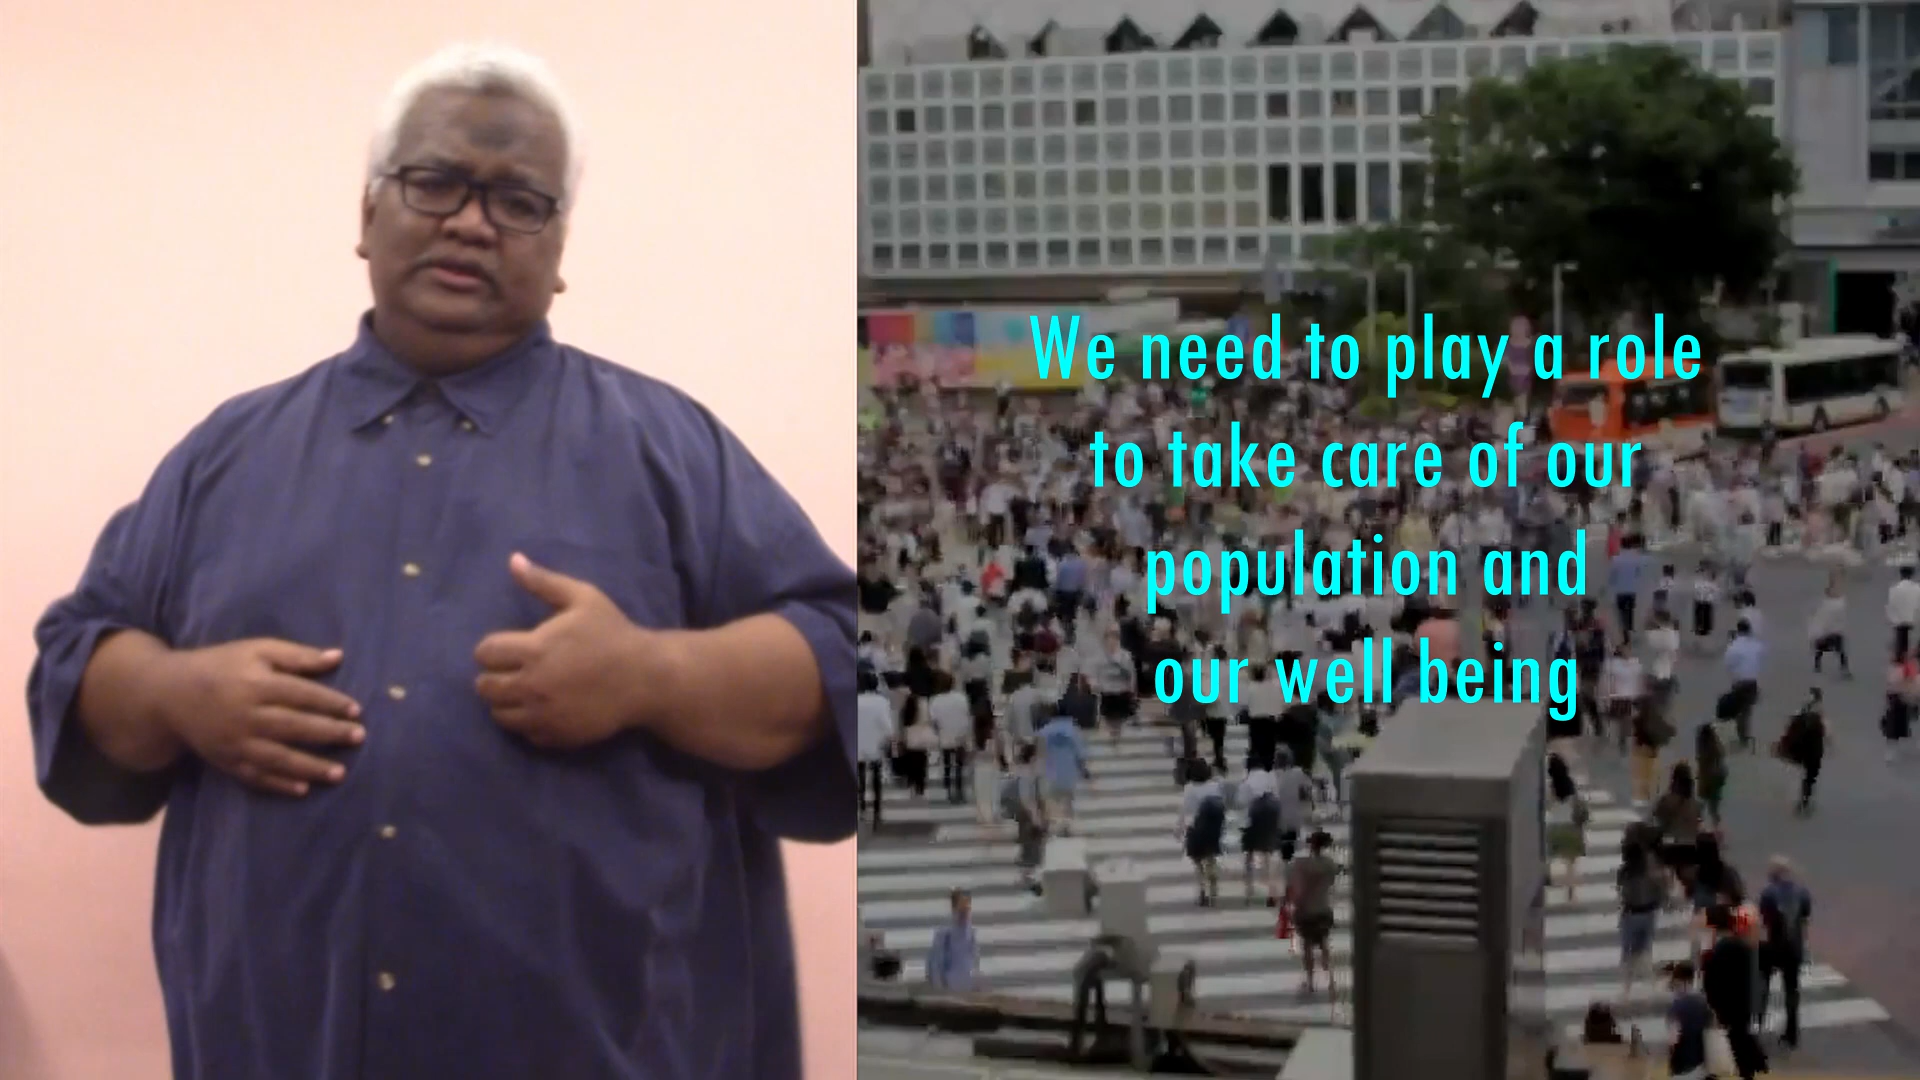 We need to play a role
to take care of our
population and
our well being